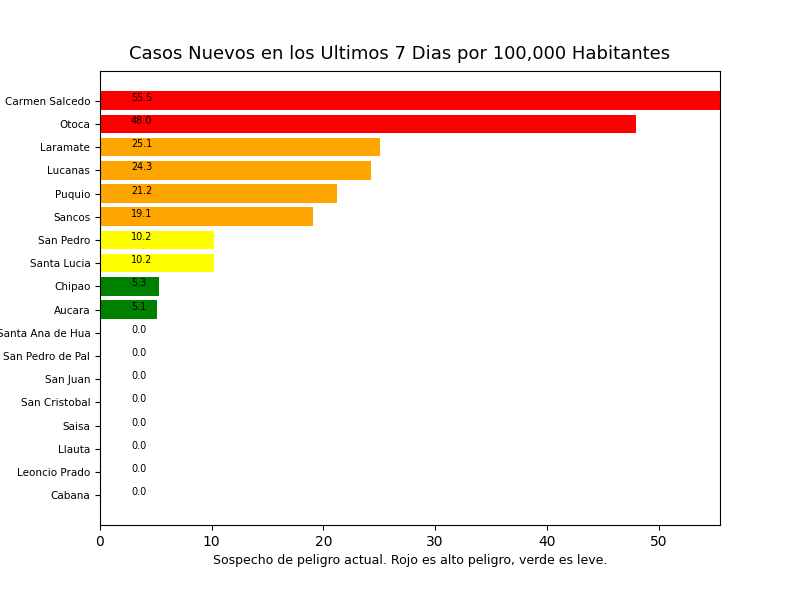 Casos Nuevos en los Ultimos 7 Dias por 100,000 Habitantes
Carmen Salcedo 55.5
Otoca 48.0
Laramate 25.1
Lucanas 24.3
Puquio 21.2
Sancos 19.1
San Pedro 10.2
Santa Lucia 10.2
Chipao 5.3
Aucara 5.1
Santa Ana de Hua 0.0
San Pedro de Pal 0.0
San Juan 0.0
San Cristobal 0.0
Saisa 0.0
Llauta 0.0
Leoncio Prado 0.0
Cabana 0.0
0 10 20 30 40 50
Sospecho de peligro actual. Rojo es alto peligro, verde es leve.